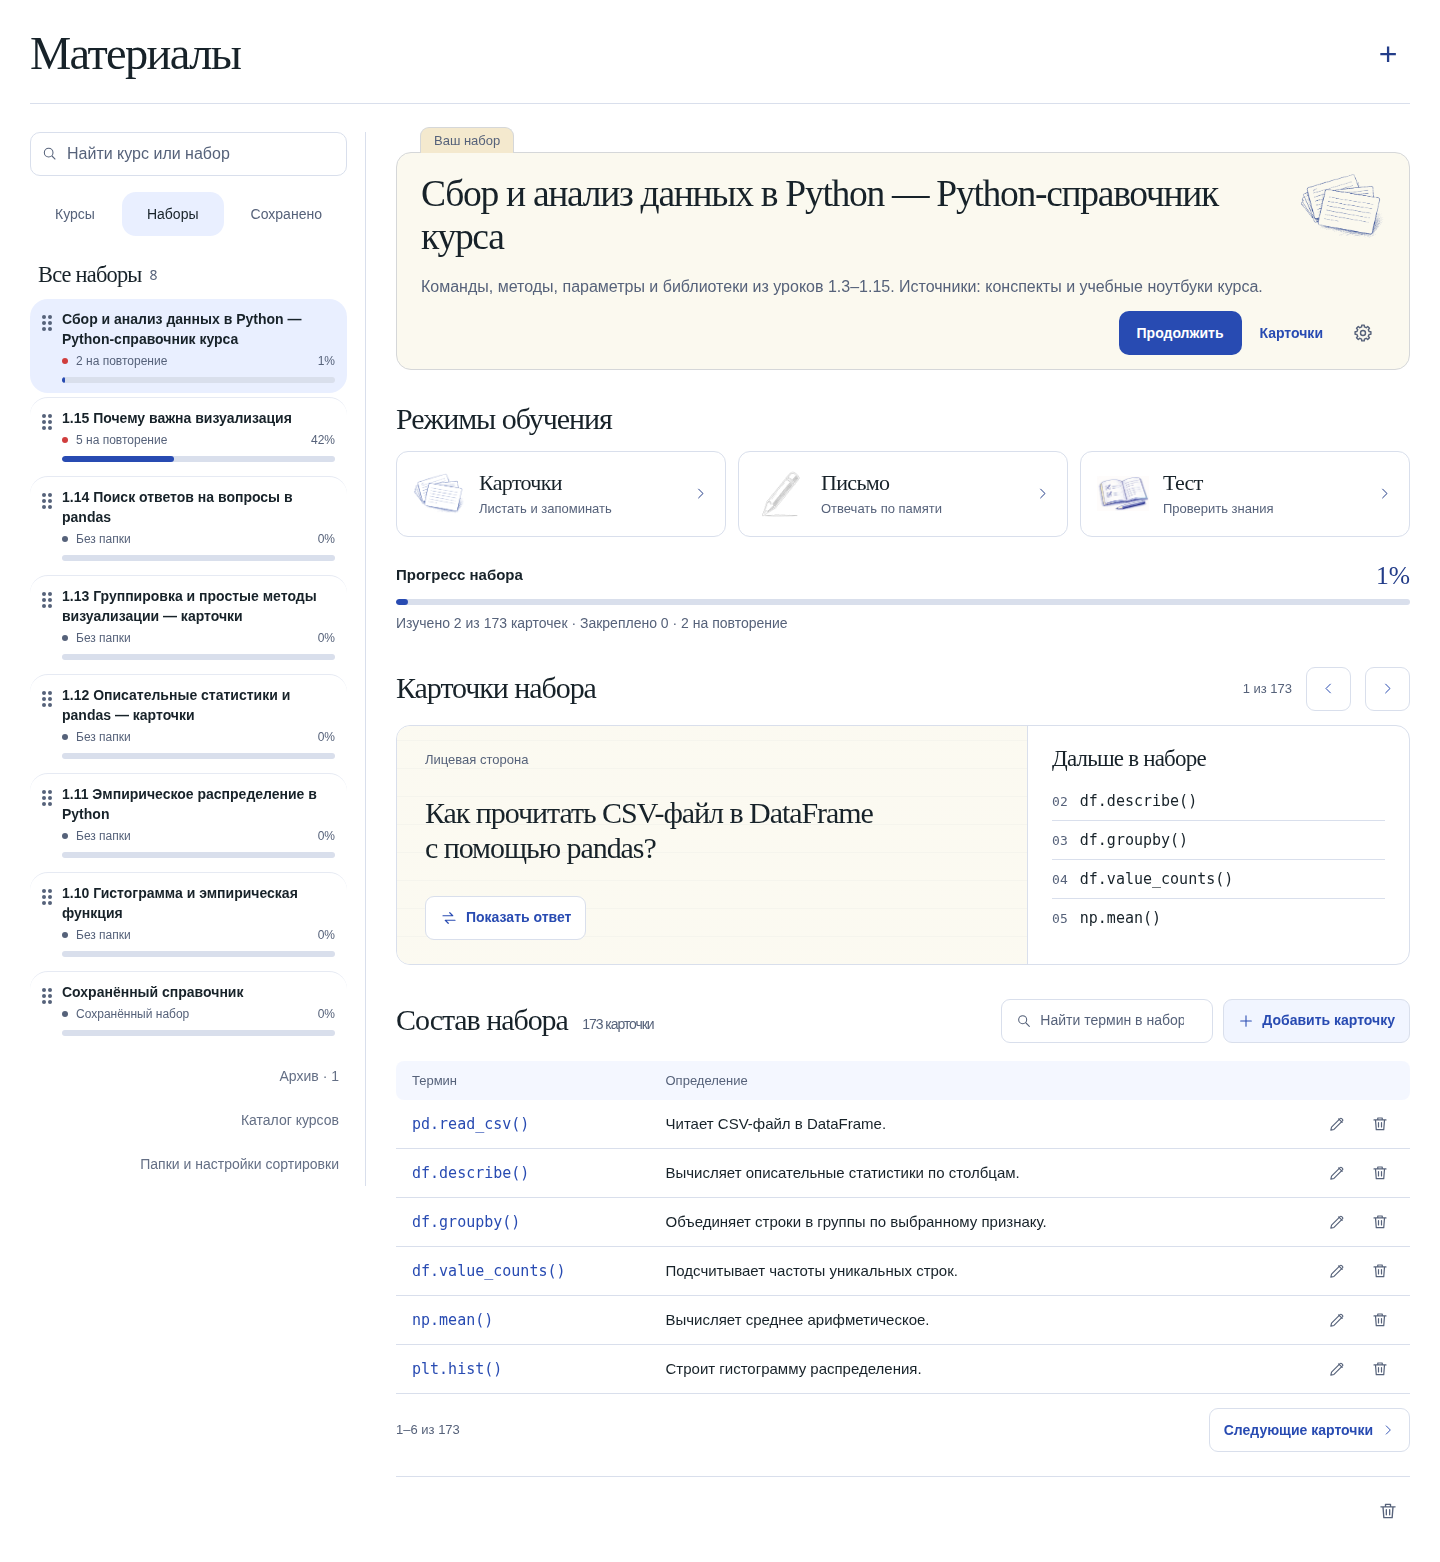 Материалы
Найти курс или набор
Курсы
Наборы
Сохранено
Все наборы 8
Сбор и анализ данных в Python —
Python-справочник курса
2 на повторение 1%
1.15 Почему важна визуализация
5 на повторение 42%
1.14 Поиск ответов на вопросы в
pandas
Без папки 0%
1.13 Группировка и простые методы
визуализации — карточки
Без папки 0%
1.12 Описательные статистики и
pandas — карточки
Без папки 0%
1.11 Эмпирическое распределение в
Python
Без папки 0%
1.10 Гистограмма и эмпирическая
функция
Без папки 0%
Сохранённый справочник
Сохранённый набор 0%
Архив · 1
Каталог курсов
Папки и настройки сортировки
Ваш набор
Сбор и анализ данных в Python — Python-справочник
курса
Команды, методы, параметры и библиотеки из уроков 1.3–1.15. Источники: конспекты и учебные ноутбуки курса.
Продолжить
Карточки
Режимы обучения
Карточки
Листать и запоминать
Письмо
Отвечать по памяти
Тест
Проверить знания
Прогресс набора 1%
Изучено 2 из 173 карточек · Закреплено 0 · 2 на повторение
Карточки набора
1 из 173
Лицевая сторона
Как прочитать CSV-файл в DataFrame
с помощью pandas?
Показать ответ
Дальше в наборе
02 df.describe()
03 df.groupby()
04 df.value_counts()
05 np.mean()
Состав набора 173 карточки
Найти термин в набор
Добавить карточку
Термин Определение
pd.read_csv() Читает CSV-файл в DataFrame.
df.describe() Вычисляет описательные статистики по столбцам.
df.groupby() Объединяет строки в группы по выбранному признаку.
df.value_counts() Подсчитывает частоты уникальных строк.
np.mean() Вычисляет среднее арифметическое.
plt.hist() Строит гистограмму распределения.
1–6 из 173
Следующие карточки